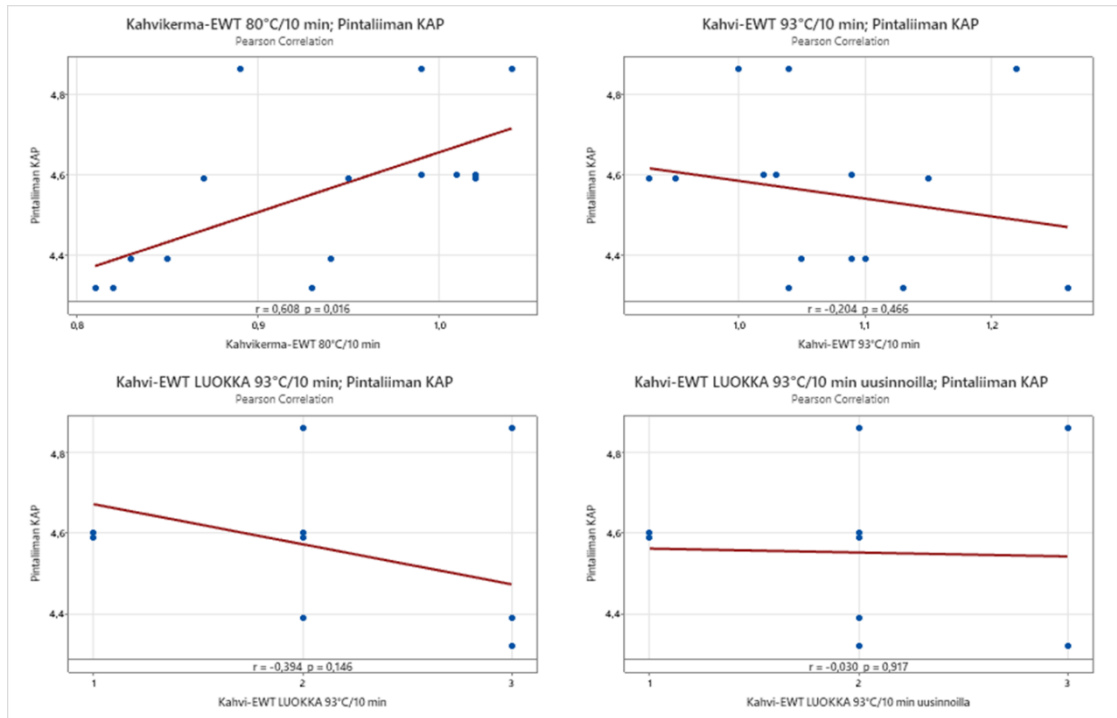 Kahvikerma-EWT 80°C/10 min; Pintaliiman KAP
Pearson Correlation
4,8
4,6
4,4
Pintaliiman KAP
r = 0,608 p = 0,016
0,8 0,9 1,0
Kahvikerma-EWT 80°C/10 min
Kahvi-EWT 93°C/10 min; Pintaliiman KAP
Pearson Correlation
4,8
4,6
4,4
Pintaliiman KAP
r = -0,204 p = 0,466
1,0 1,1 1,2
Kahvi-EWT 93°C/10 min
Kahvi-EWT LUOKKA 93°C/10 min; Pintaliiman KAP
Pearson Correlation
4,8
4,6
4,4
Pintaliiman KAP
r = -0,394 p = 0,146
1 2 3
Kahvi-EWT LUOKKA 93°C/10 min
Kahvi-EWT LUOKKA 93°C/10 min uusinnoilla; Pintaliiman KAP
Pearson Correlation
4,8
4,6
4,4
Pintaliiman KAP
r = -0,030 p = 0,917
1 2 3
Kahvi-EWT LUOKKA 93°C/10 min uusinnoilla